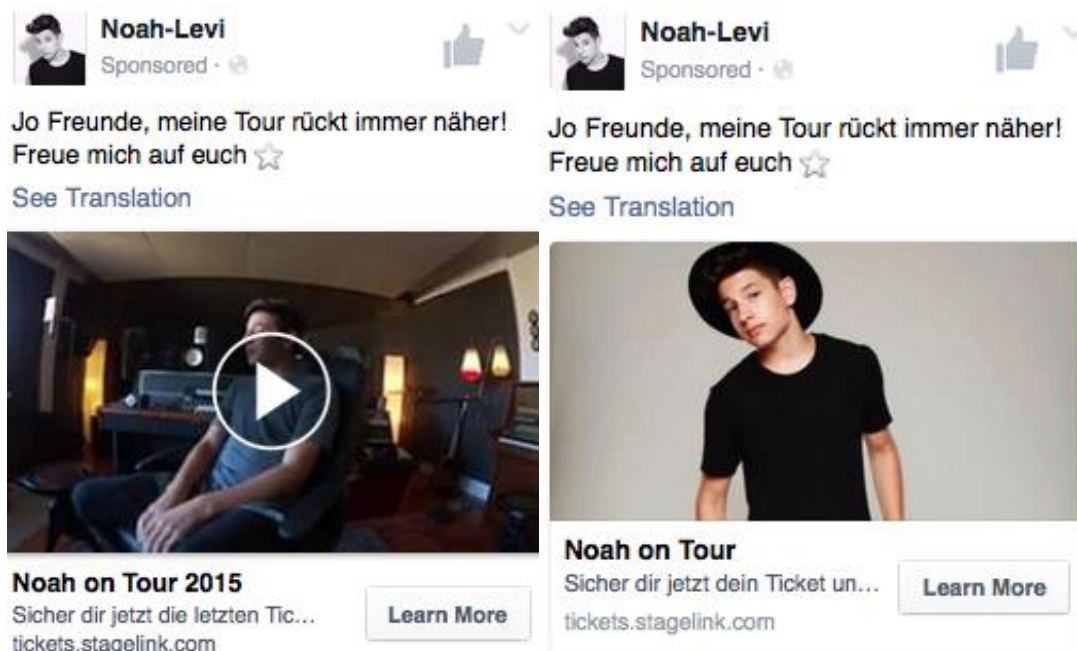 Noah-Levi
Sponsored ·
Jo Freunde, meine Tour rückt immer näher!
Freue mich auf euch ☆
See Translation
Noah on Tour 2015
Sicher dir jetzt die letzten Tic...
Learn More
tickets.stagelink.com
Noah-Levi
Sponsored ·
Jo Freunde, meine Tour rückt immer näher!
Freue mich auf euch ☆
See Translation
Noah on Tour
Sicher dir jetzt dein Ticket un...
Learn More
tickets.stagelink.com